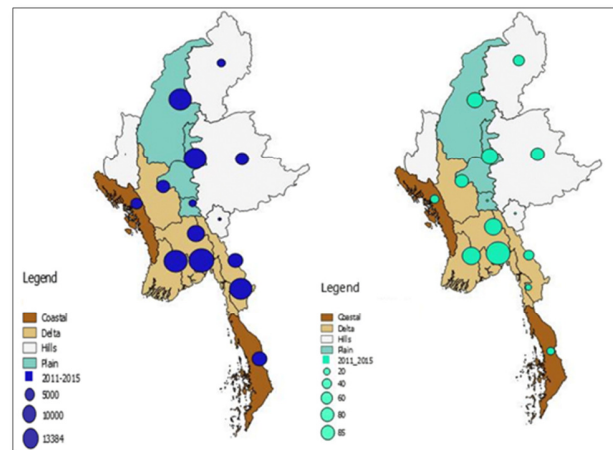 Legend
Coastal
Delta
Hills
Plain
2011-2015
5000
10000
13384
Legend
Coastal
Delta
Hills
Plain
2011_2015
20
40
60
80
85